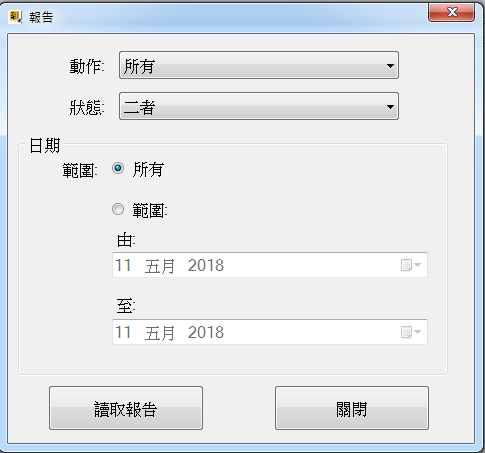 報告
動作: 所有
狀態: 二者
日期
範圍: 所有
範圍:
由:
11 五月 2018
至:
11 五月 2018
讀取報告 關閉